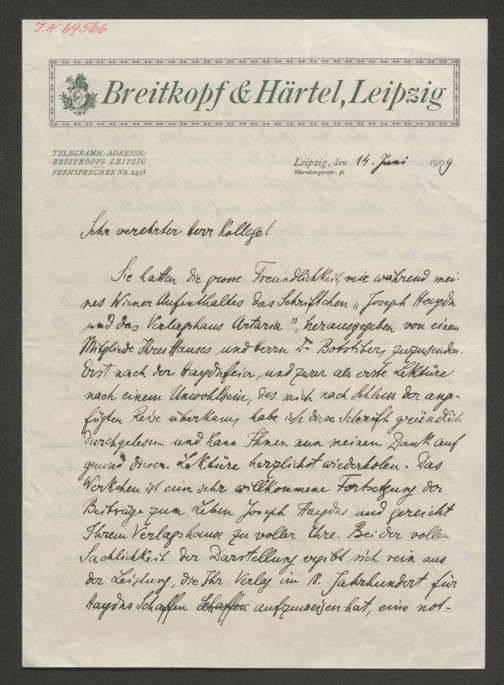 I.N. 69566
Breitkopf & Härtel, Leipzig
TELEGRAMM-ADRESSE:
BREITKOPFS LEIPZIG
FERNSPRECHER NR. 2438
Leipzig, den 14. Juni 1909
Nürnbergerstr. 36
Sehr verehrter Herr Kollege!
Sie hatten die grosse Freundlichkeit, mir während mei-
nes Wiener Aufenthaltes das Schriftchen „Joseph Haydn
und das Verlagshaus Artaria", herausgegeben von einem
Mitgliede Ihres Hauses und Herrn Dr. Botstiber, zuzusenden.
Erst nach der Haydnfeier, und zwar als erste Lektüre
nach einem Unwohlsein, das mich nach Schluss der ange-
fügten Reise überkam, habe ich diese Schrift gründlich
durchgelesen und kann Ihnen nun meinen Dank auf
grund dieser Lektüre herzlichst wiederholen. Das
Werkchen ist eine sehr willkommene Fortsetzung der
Beiträge zum Leben Joseph Haydns und gereicht
Ihrem Verlagshause zu voller Ehre. Bei der vollen
Sachlichkeit der Darstellung ergibt sich rein aus
der Leistung, die Ihr Verlag im 18. Jahrhundert für
Haydns Schaffen Schaffen aufzuweisen hat, eine not-